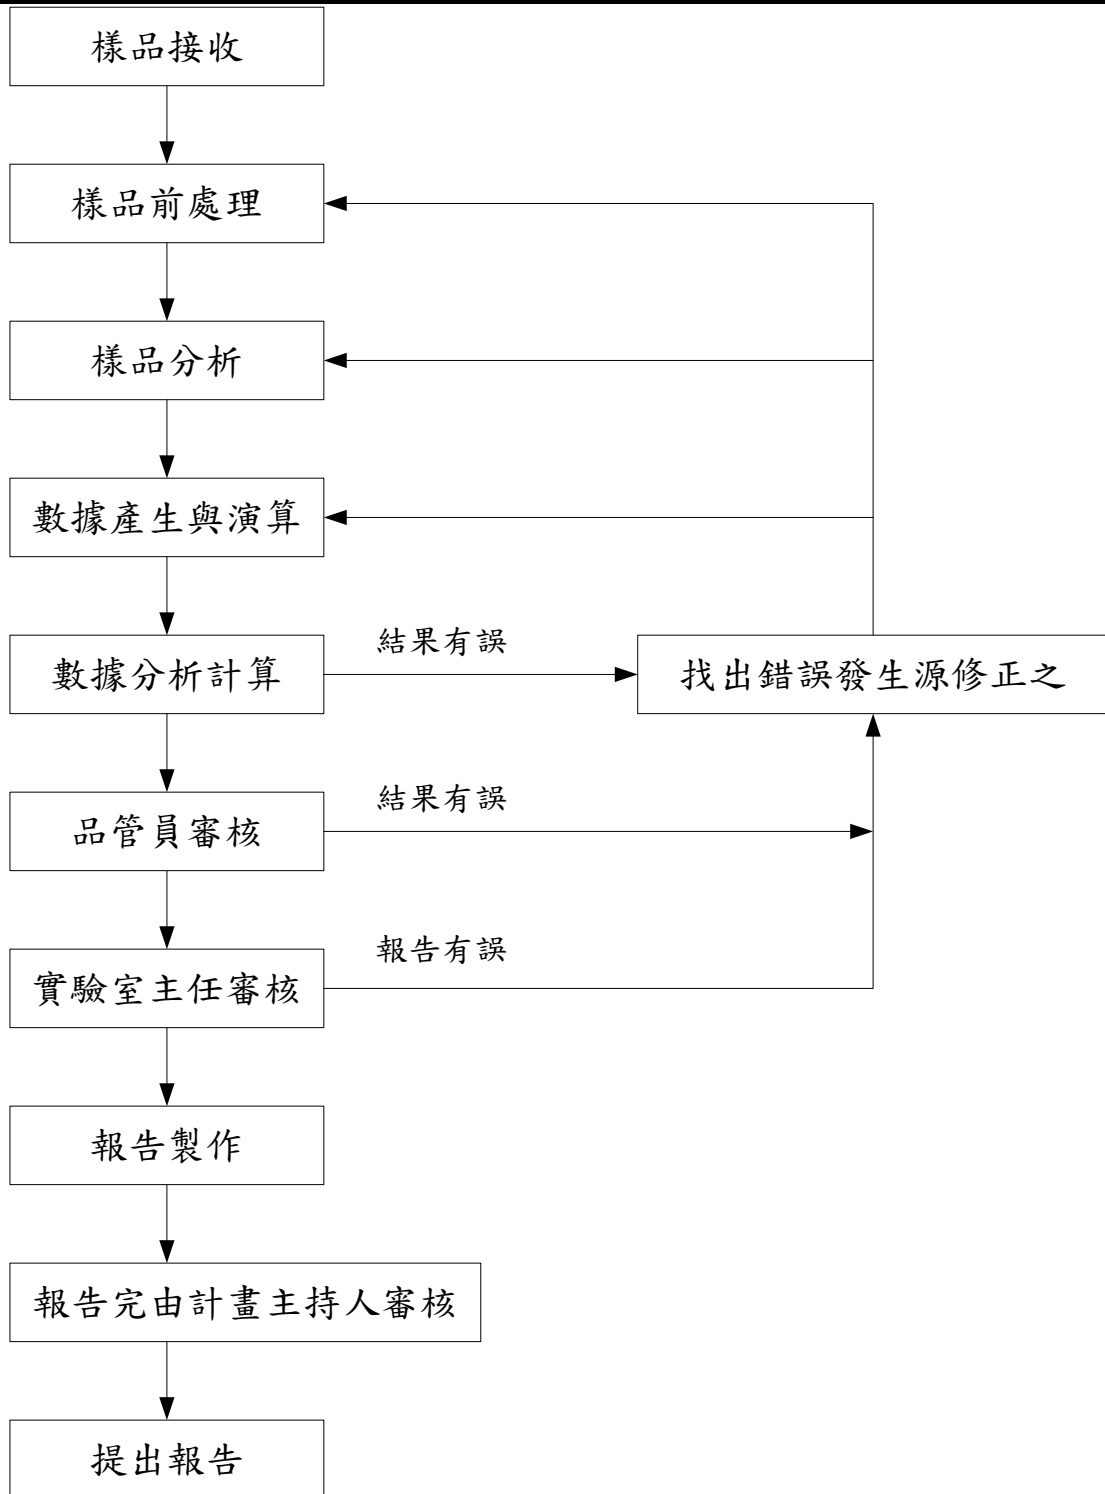 樣品接收
樣品前處理
樣品分析
數據產生與演算
結果有誤
數據分析計算
找出錯誤發生源修正之
結果有誤
品管員審核
報告有誤
實驗室主任審核
報告製作
報告完由計畫主持人審核
提出報告